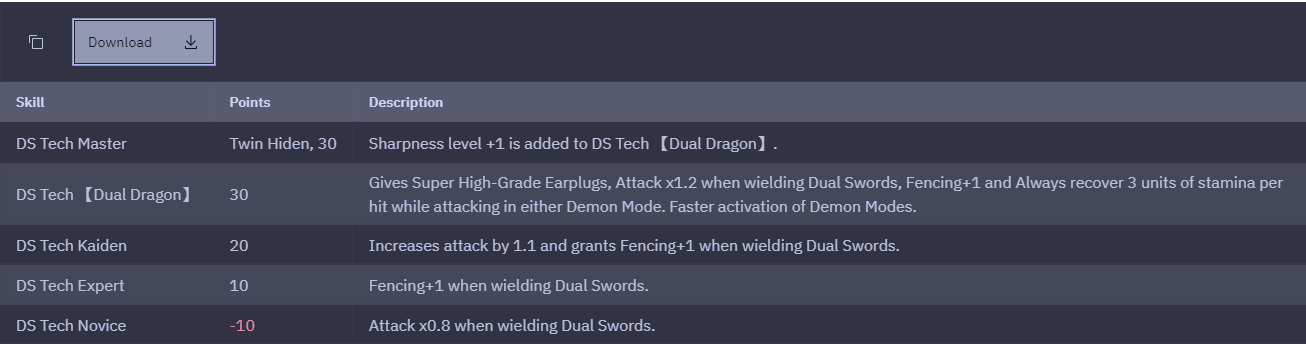 Download
Skill Points Description
DS Tech Master Twin Hiden, 30 Sharpness level +1 is added to DS Tech 【Dual Dragon】.
DS Tech 【Dual Dragon】 30 Gives Super High-Grade Earplugs, Attack x1.2 when wielding Dual Swords, Fencing+1 and Always recover 3 units of stamina per
hit while attacking in either Demon Mode. Faster activation of Demon Modes.
DS Tech Kaiden 20 Increases attack by 1.1 and grants Fencing+1 when wielding Dual Swords.
DS Tech Expert 10 Fencing+1 when wielding Dual Swords.
DS Tech Novice -10 Attack x0.8 when wielding Dual Swords.